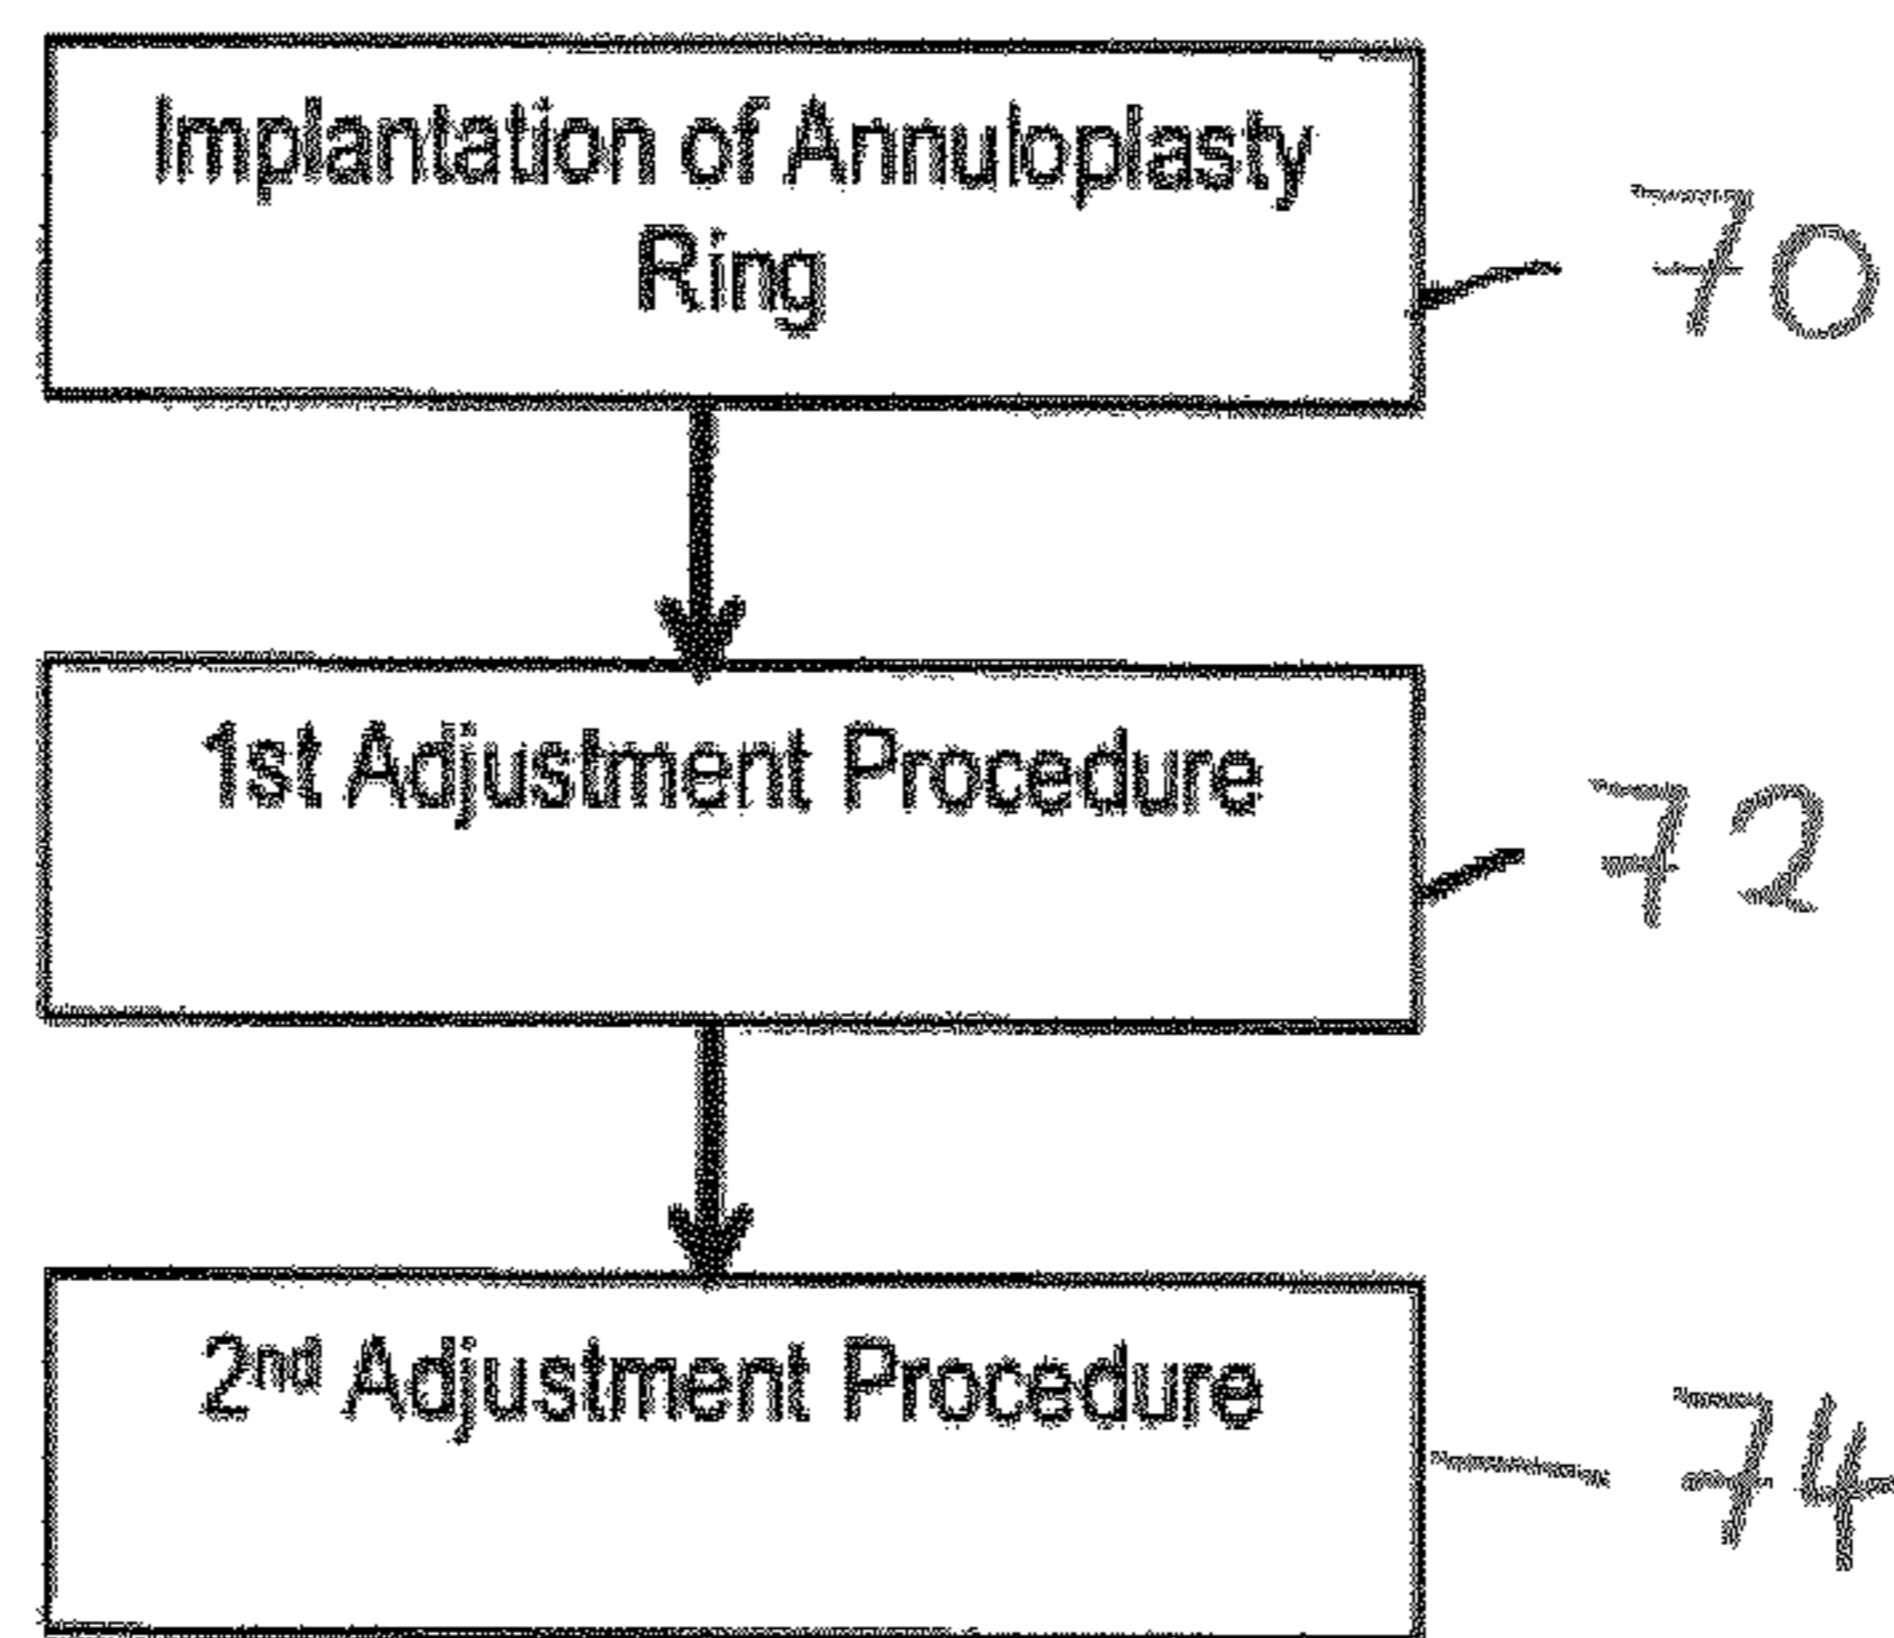 Implantation of Annuloplasty
Ring
70
1st Adjustment Procedure
72
2nd Adjustment Procedure
74